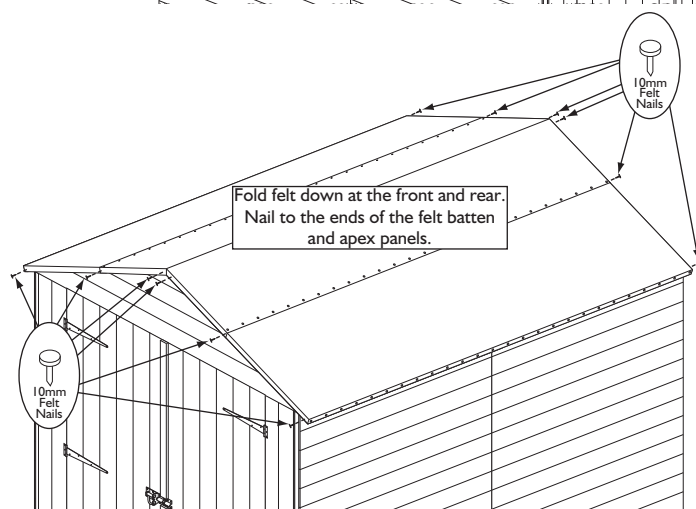 10mm
Felt
Nails
Fold felt down at the front and rear.
Nail to the ends of the felt batten
and apex panels.
10mm
Felt
Nails